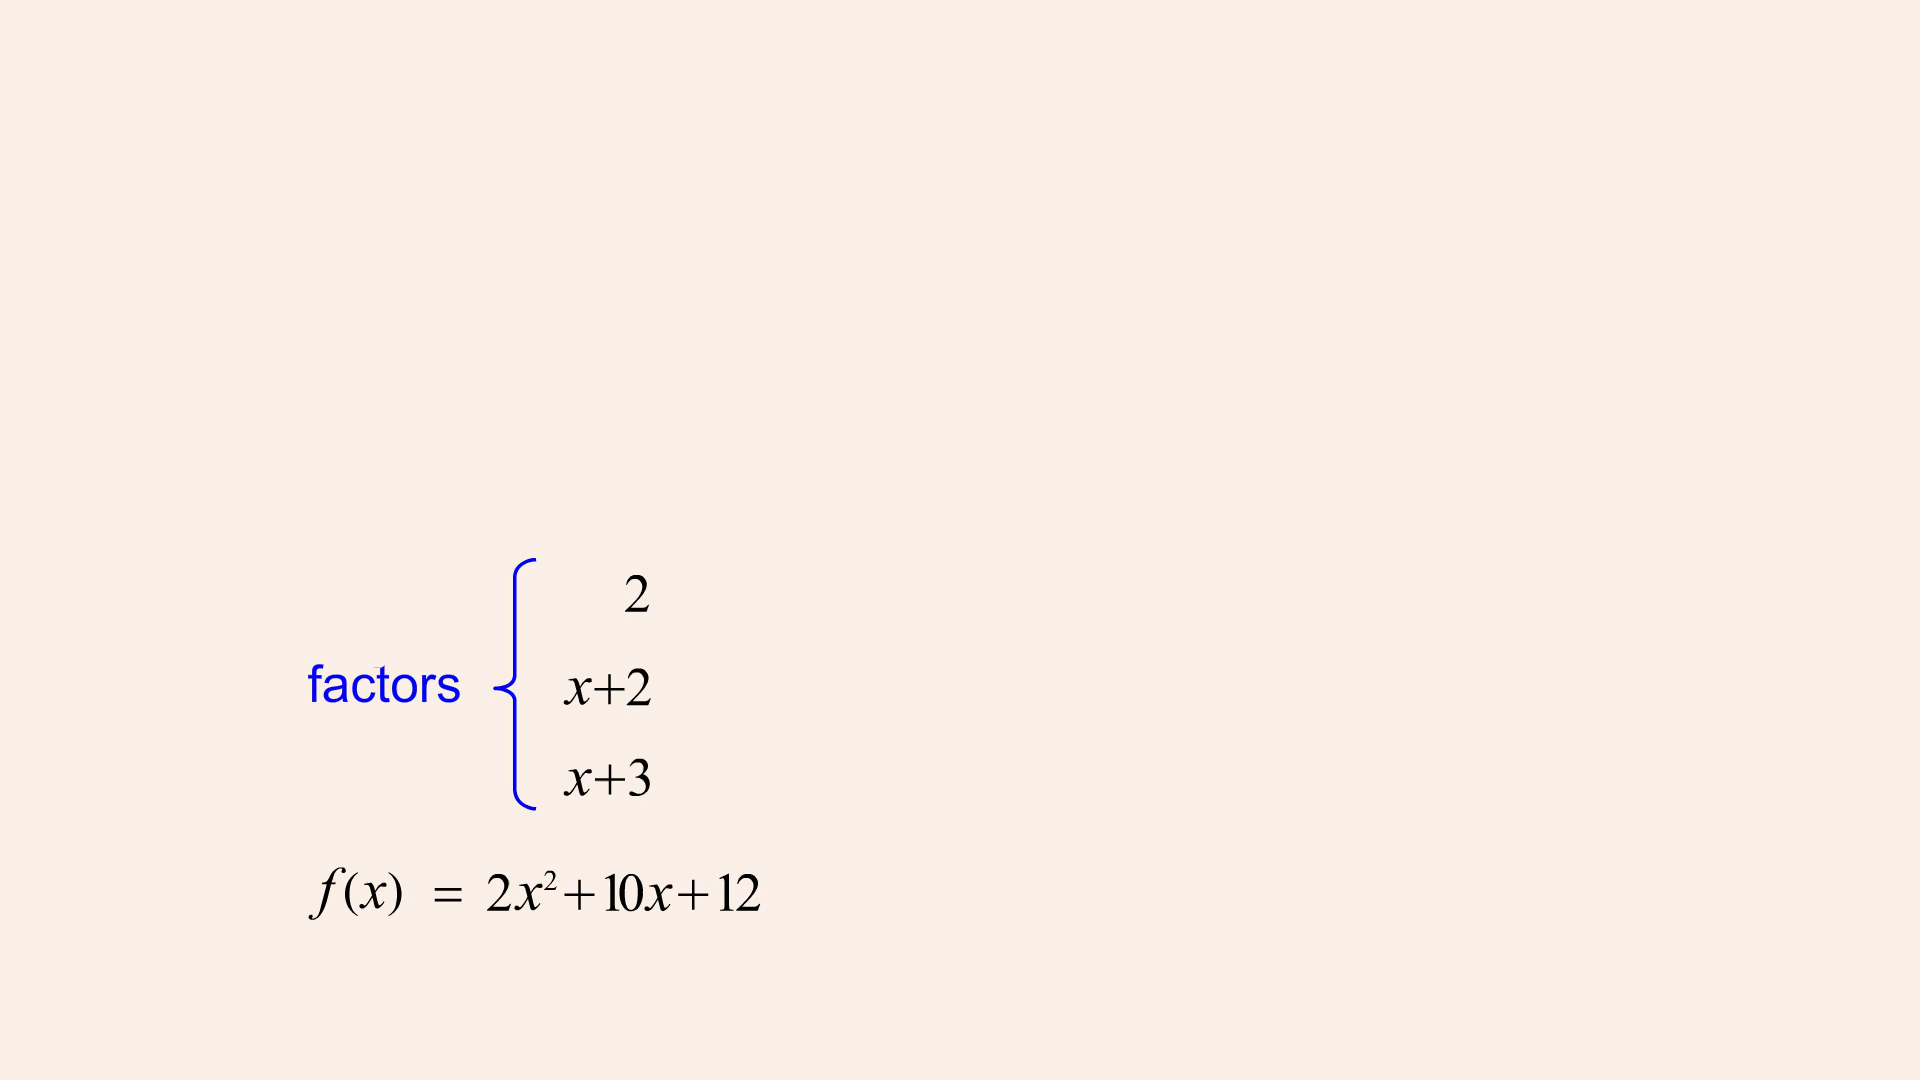 2
factors x+2
x+3
f(x) = 2x²+10x+12